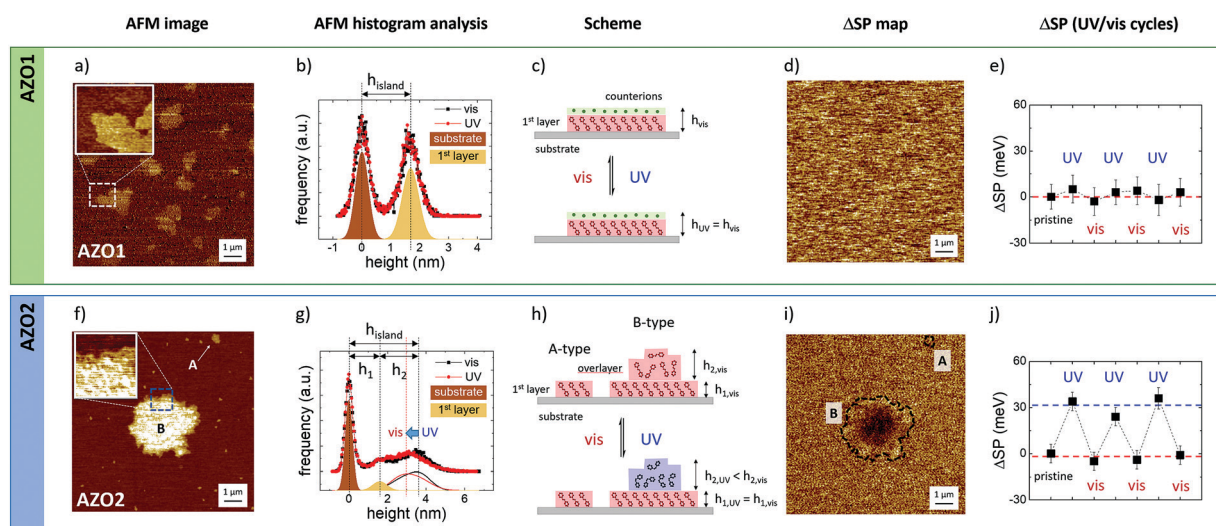 AFM image AFM histogram analysis Scheme ΔSP map ΔSP (UV/vis cycles)
AZO1
a)
AZO1
1 μm
b)
h_island
vis
UV
substrate
1st layer
frequency (a.u.)
-1 0 1 2 3 4
height (nm)
c)
counterions
1st layer
h_vis
substrate
vis UV
h_UV = h_vis
d)
1 μm
e)
60
30
0
-30
ΔSP (meV)
UV UV UV
pristine
vis vis vis
AZO2
f)
A
B
AZO2
1 μm
g)
h_island
h_1 h_2
vis
UV
substrate
1st layer
vis UV
frequency (a.u.)
0 2 4 6
height (nm)
h)
B-type
A-type
overlayer
h_2,vis
1st layer
h_1,vis
substrate
vis UV
h_2,UV < h_2,vis
h_1,UV = h_1,vis
i)
A
B
1 μm
j)
60
30
0
-30
ΔSP (meV)
UV UV UV
pristine
vis vis vis